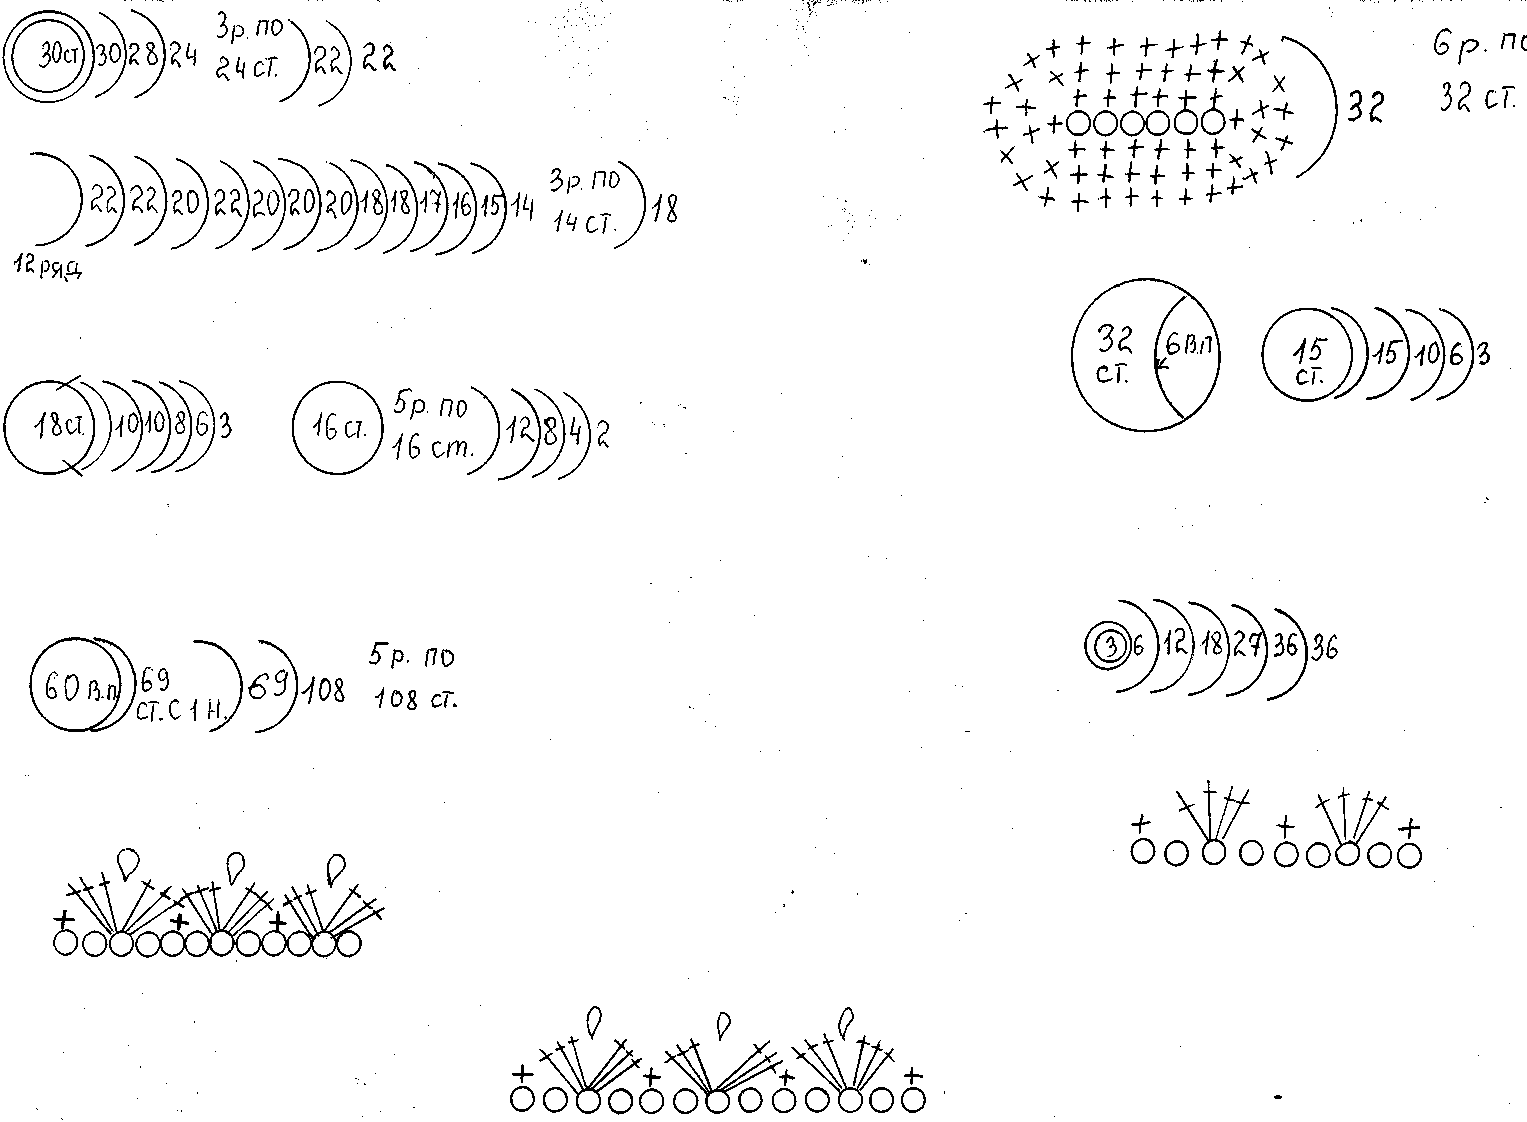 30ст 30 28 24 3р. по 22 22
24 ст.
6р. по
32
32 ст.
22 22 20 22 20 20 20 18 18 17 16 15 14 3р. по 18
14 ст.
12 ряд
32 6 в.п
ст.
15 15 10 6 3
ст.
18 ст. 10 10 8 6 3
16 ст. 5р. по 12 8 4 2
16 ст.
60 в.п 69 69 108 5р. по
ст. с 1 н. 108 ст.
3 6 12 18 27 36 36